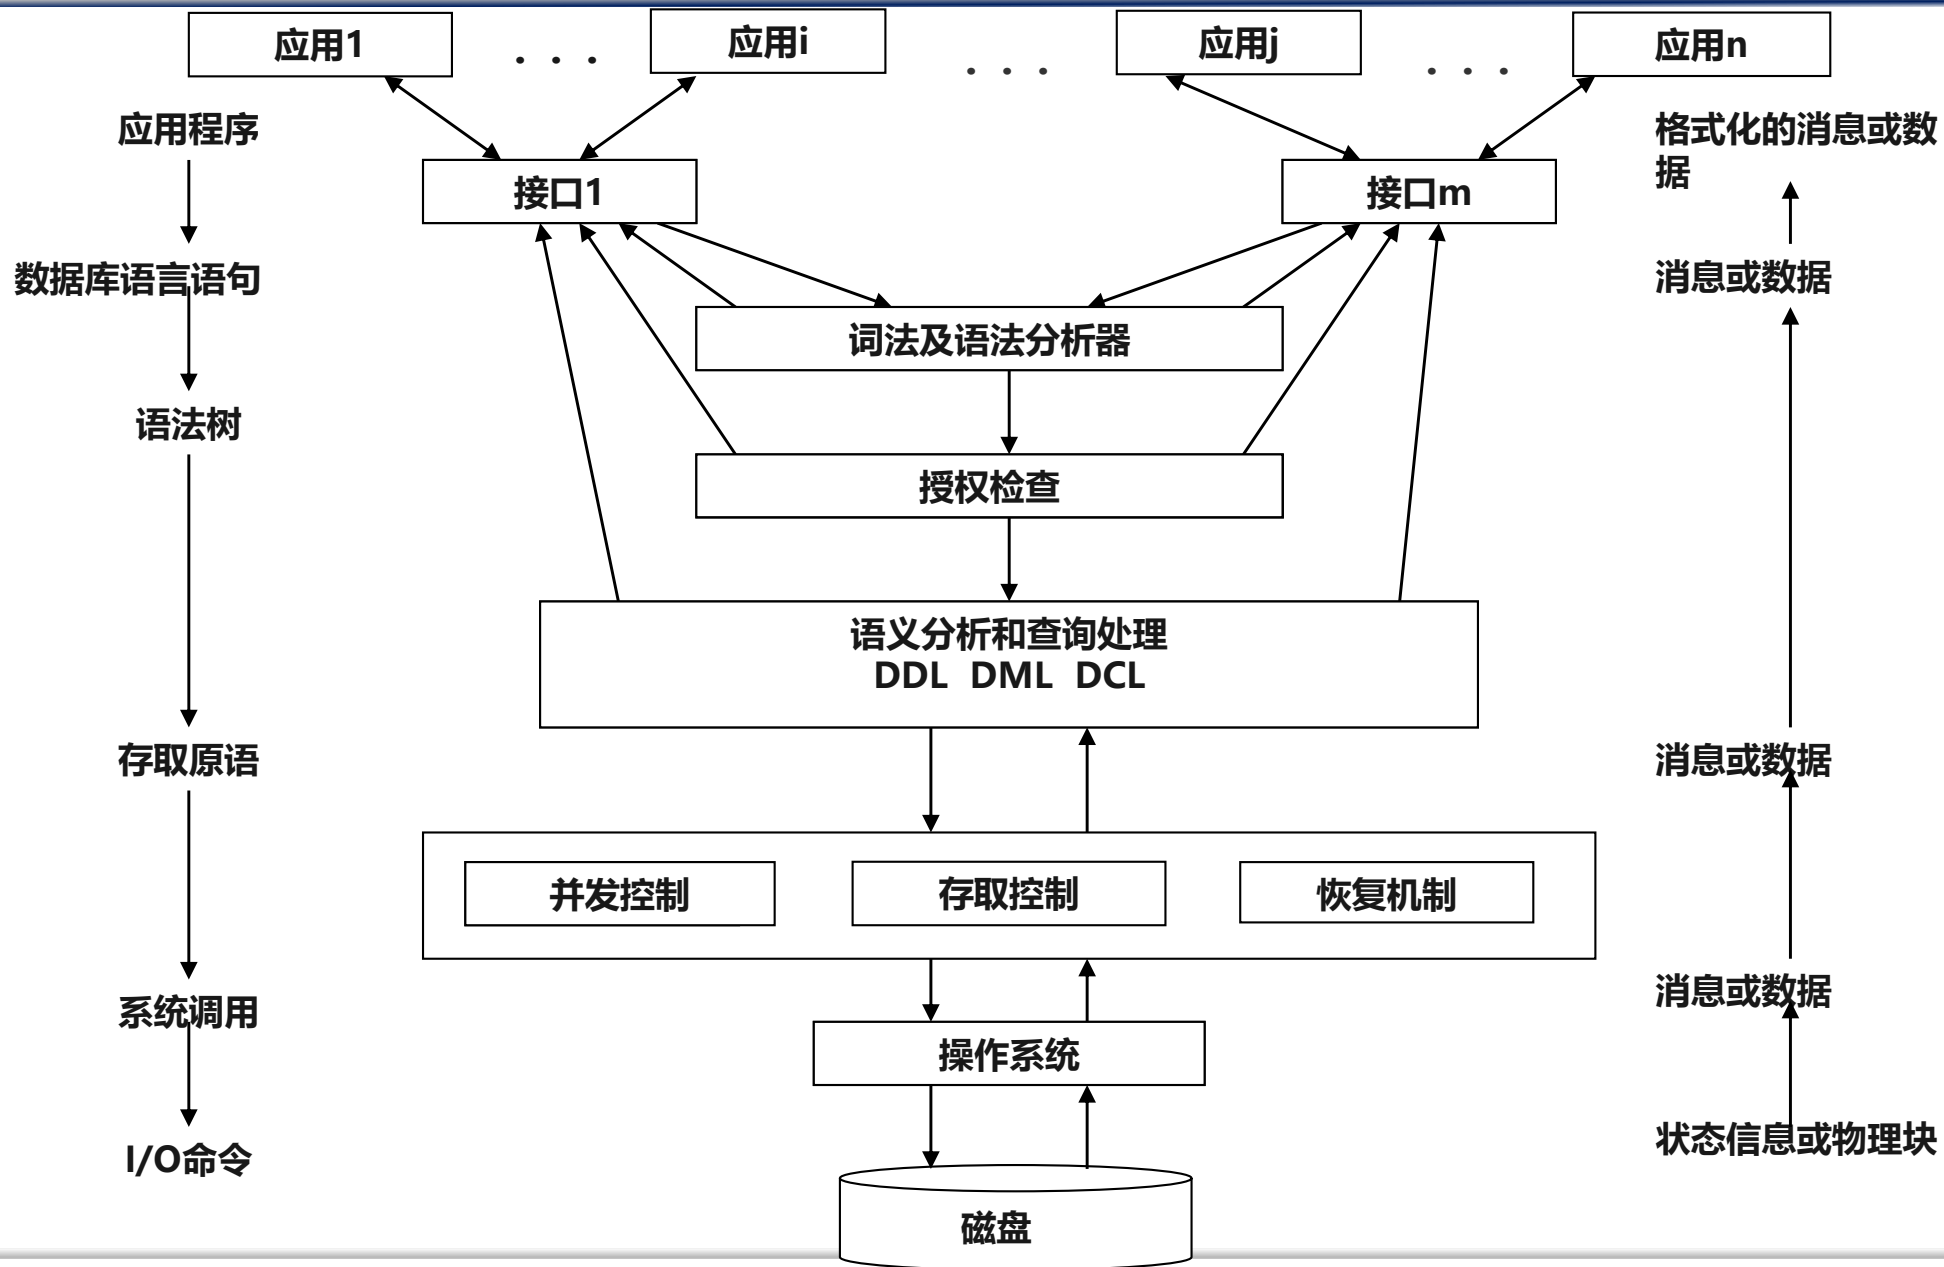 应用1
. . .
应用i
. . .
应用j
. . .
应用n
应用程序
格式化的消息或数
据
接口1
接口m
数据库语言语句
消息或数据
词法及语法分析器
语法树
授权检查
语义分析和查询处理
DDL DML DCL
存取原语
消息或数据
并发控制
存取控制
恢复机制
系统调用
消息或数据
操作系统
I/O命令
状态信息或物理块
磁盘